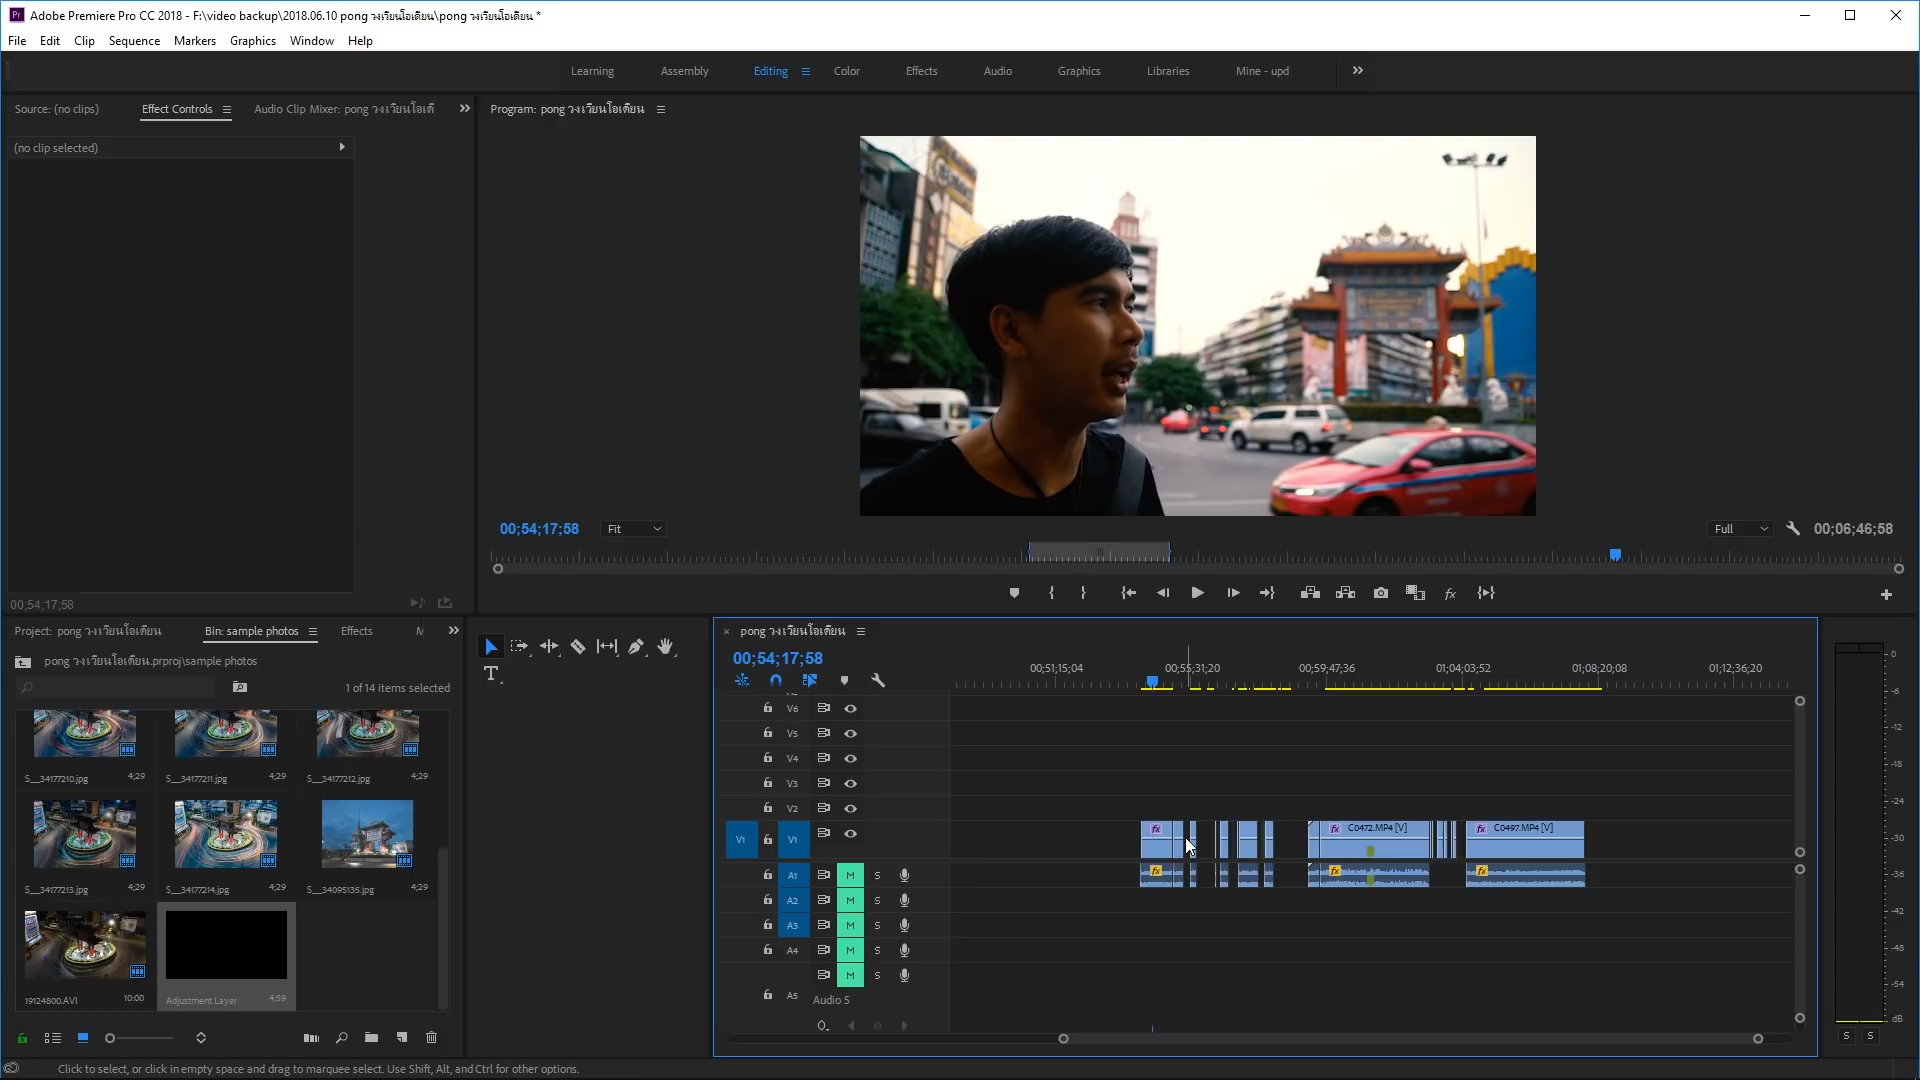 Adobe Premiere Pro CC 2018 - F:\video backup\2018.06.10 pong วงเวียนโอเดียน\pong วงเวียนโอเดียน *
File Edit Clip Sequence Markers Graphics Window Help
Learning Assembly Editing Color Effects Audio Graphics Libraries Mine - upd
Source: (no clips) Effect Controls Audio Clip Mixer: pong วงเวียนโอเดี
Program: pong วงเวียนโอเดียน
(no clip selected)
00;54;17;58 Fit Full 00;06;46;58
00;54;17;58
Project: pong วงเวียนโอเดียน Bin: sample photos Effects M
pong วงเวียนโอเดียน
pong วงเวียนโอเดียน.prproj\sample photos
1 of 14 items selected
00;54;17;58
00;51;15;04 00;55;31;20 00;59;47;36 01;04;03;52 01;08;20;08 01;12;36;20
S__34177210.jpg 4;29 S__34177211.jpg 4;29 S__34177212.jpg 4;29
S__34177213.jpg 4;29 S__34177214.jpg 4;29 S__34095135.jpg 4;29
19124800.AVI 10:00 Adjustment Layer 4;59
V6
V5
V4
V3
V2
V1 V1 fx fx C0472.MP4 [V] fx C0497.MP4 [V]
A1 M S fx fx fx
A2 M S
A3 M S
A4 M S
M S
A5 Audio 5
0
-6
-12
-18
-24
-30
-36
-42
-48
-54
dB
S S
Click to select, or click in empty space and drag to marquee select. Use Shift, Alt, and Ctrl for other options.